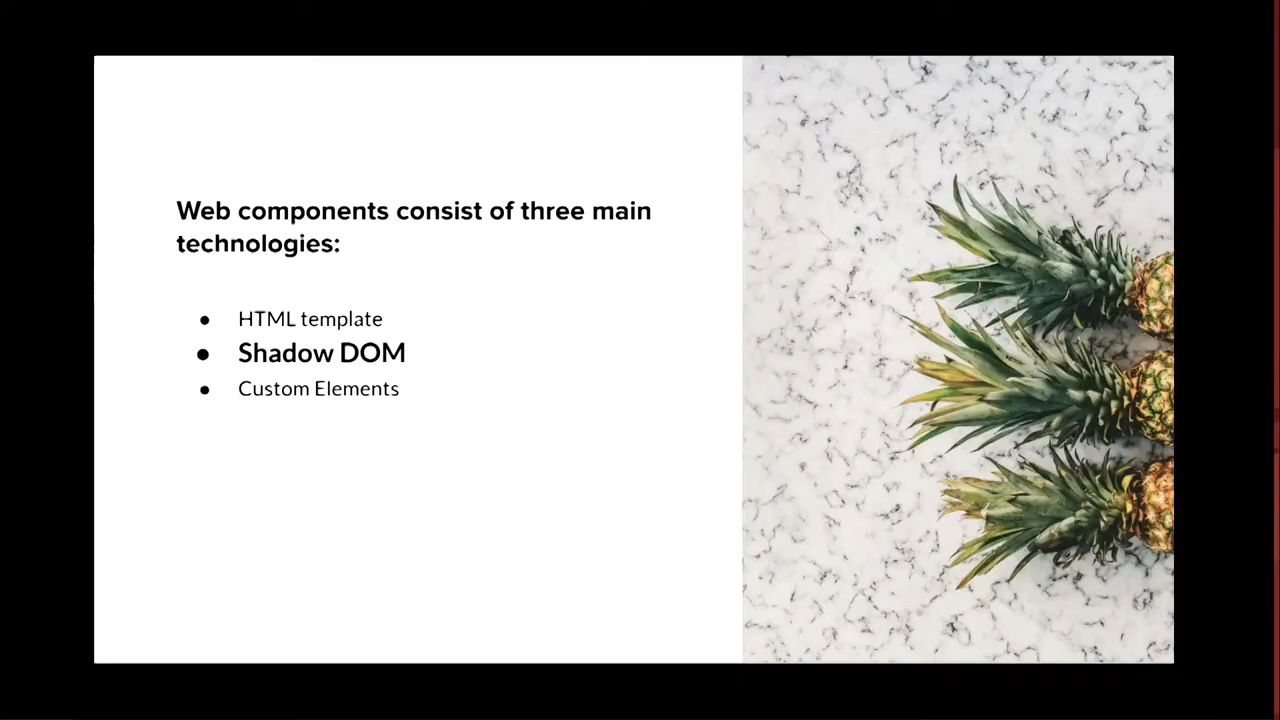 Web components consist of three main
technologies:
● HTML template
● Shadow DOM
● Custom Elements